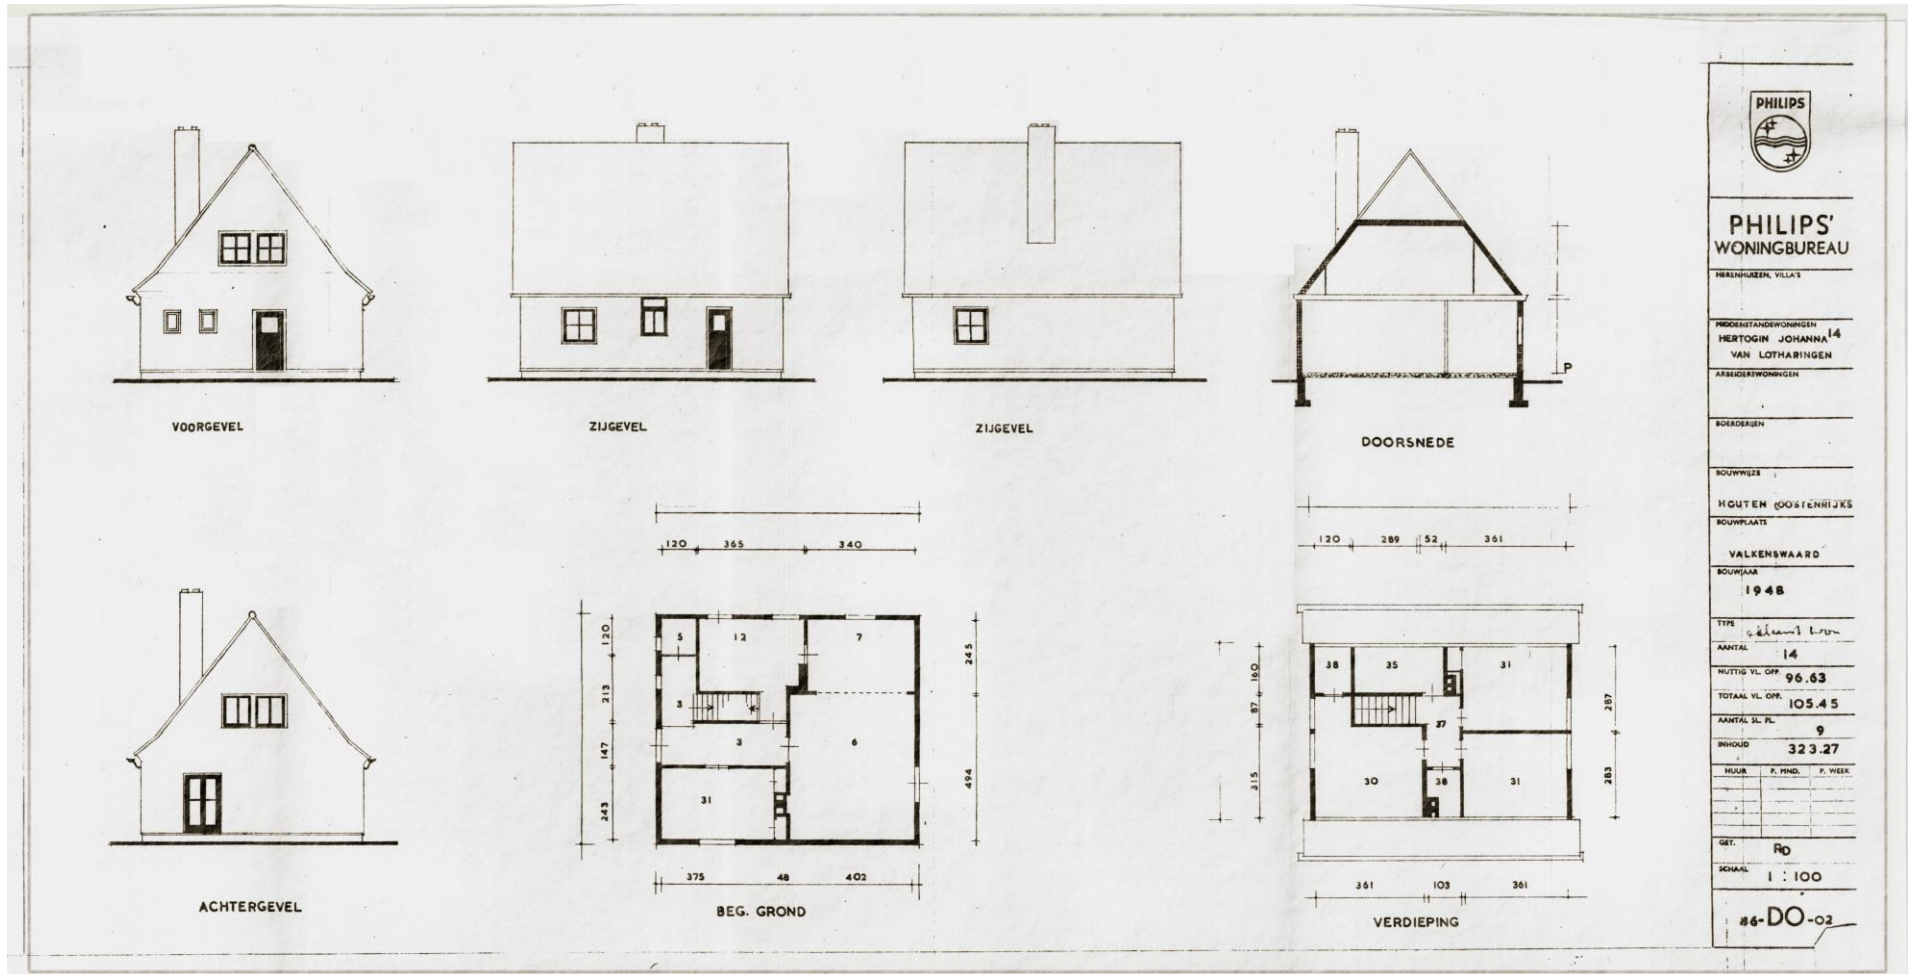 VOORGEVEL
ZIJGEVEL
ZIJGEVEL
P
DOORSNEDE
ACHTERGEVEL
120 365 340
120
213
147
243
5
12
7
3
3
6
31
245
494
375 48 402
BEG. GROND
120 289 52 361
160
87
315
38
35
31
37
30
38
31
287
283
361 103 361
VERDIEPING
PHILIPS
PHILIPS'
WONINGBUREAU
HERENHUIZEN, VILLA'S
MIDDENSTANDSWONINGEN
HERTOGIN JOHANNA 14
VAN LOTHARINGEN
ARBEIDERSWONINGEN
BOERDERIJEN
BOUWWIJZE
HOUTEN OOSTENRIJKS
BOUWPLAATS
VALKENSWAARD
BOUWJAAR
1948
TYPE
AANTAL
14
NUTTIG VL. OPP. 96.63
TOTAAL VL. OPP.
105.45
AANTAL SL. PL.
9
INHOUD 323.27
HUUR P. MND. P. WEEK
GET. RD
SCHAAL
1 : 100
86-DO-02